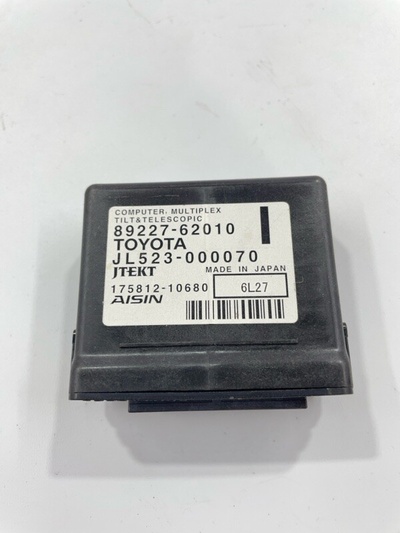 COMPUTER, MULTIPLEX
TILT&TELESCOPIC
89227-62010
TOYOTA
JL523-000070
JTEKT MADE IN JAPAN
175812-10680 6L27
AISIN